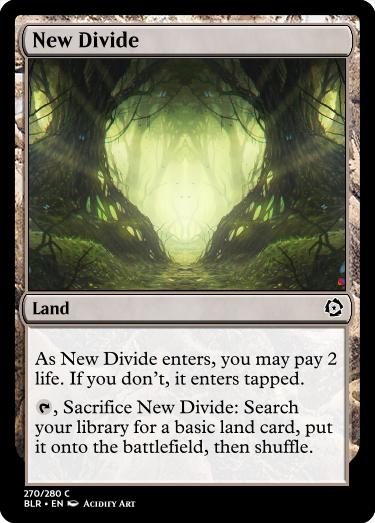 New Divide
Land
As New Divide enters, you may pay 2
life. If you don't, it enters tapped.
, Sacrifice New Divide: Search
your library for a basic land card, put
it onto the battlefield, then shuffle.
270/280 C
BLR • EN Acidify Art